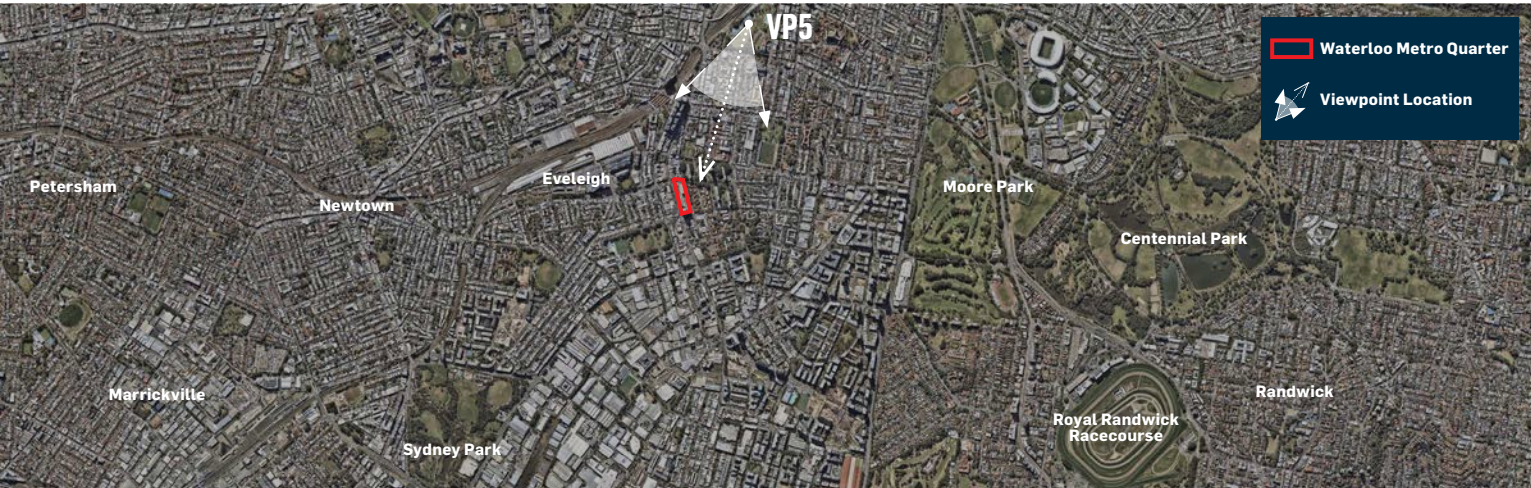 VP5
Waterloo Metro Quarter
Viewpoint Location
Petersham
Newtown
Eveleigh
Moore Park
Centennial Park
Marrickville
Sydney Park
Royal Randwick
Racecourse
Randwick